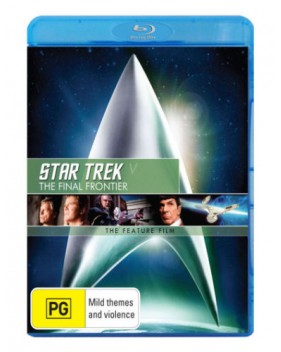 STAR TREK V
THE FINAL FRONTIER
THE FEATURE FILM
PG
Mild themes
and violence